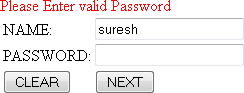 Please Enter valid Password
NAME: suresh
PASSWORD:
CLEAR NEXT